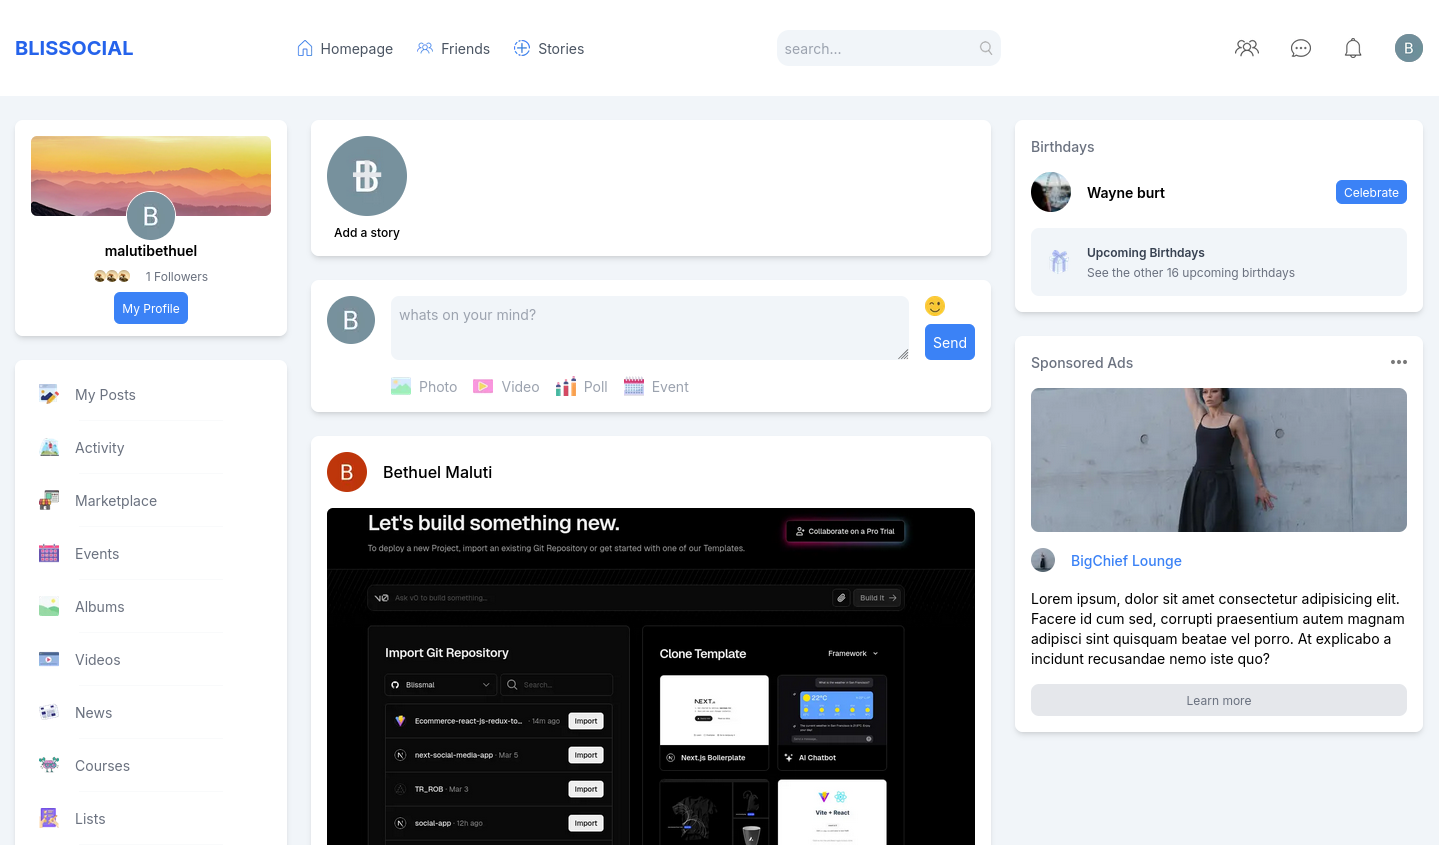 BLISSOCIAL
Homepage
Friends
Stories
search...
B
B
malutibethuel
1 Followers
My Profile
My Posts
Activity
Marketplace
Events
Albums
Videos
News
Courses
Lists
B
Add a story
B
whats on your mind?
Send
Photo
Video
Poll
Event
B
Bethuel Maluti
Let's build something new.
Collaborate on a Pro Trial
To deploy a new Project, import an existing Git Repository or get started with one of our Templates.
Ask v0 to build something...
Build It
Import Git Repository
Blissmal
Search...
Ecommerce-react-js-redux-to... · 14m ago
Import
next-social-media-app · Mar 5
Import
TR_ROB · Mar 3
Import
social-app · 12h ago
Import
Clone Template
Framework
NEXT.js
22°C
Next.js Boilerplate
AI Chatbot
Vite + React
Birthdays
Wayne burt
Celebrate
Upcoming Birthdays
See the other 16 upcoming birthdays
Sponsored Ads
BigChief Lounge
Lorem ipsum, dolor sit amet consectetur adipisicing elit.
Facere id cum sed, corrupti praesentium autem magnam
adipisci sint quisquam beatae vel porro. At explicabo a
incidunt recusandae nemo iste quo?
Learn more